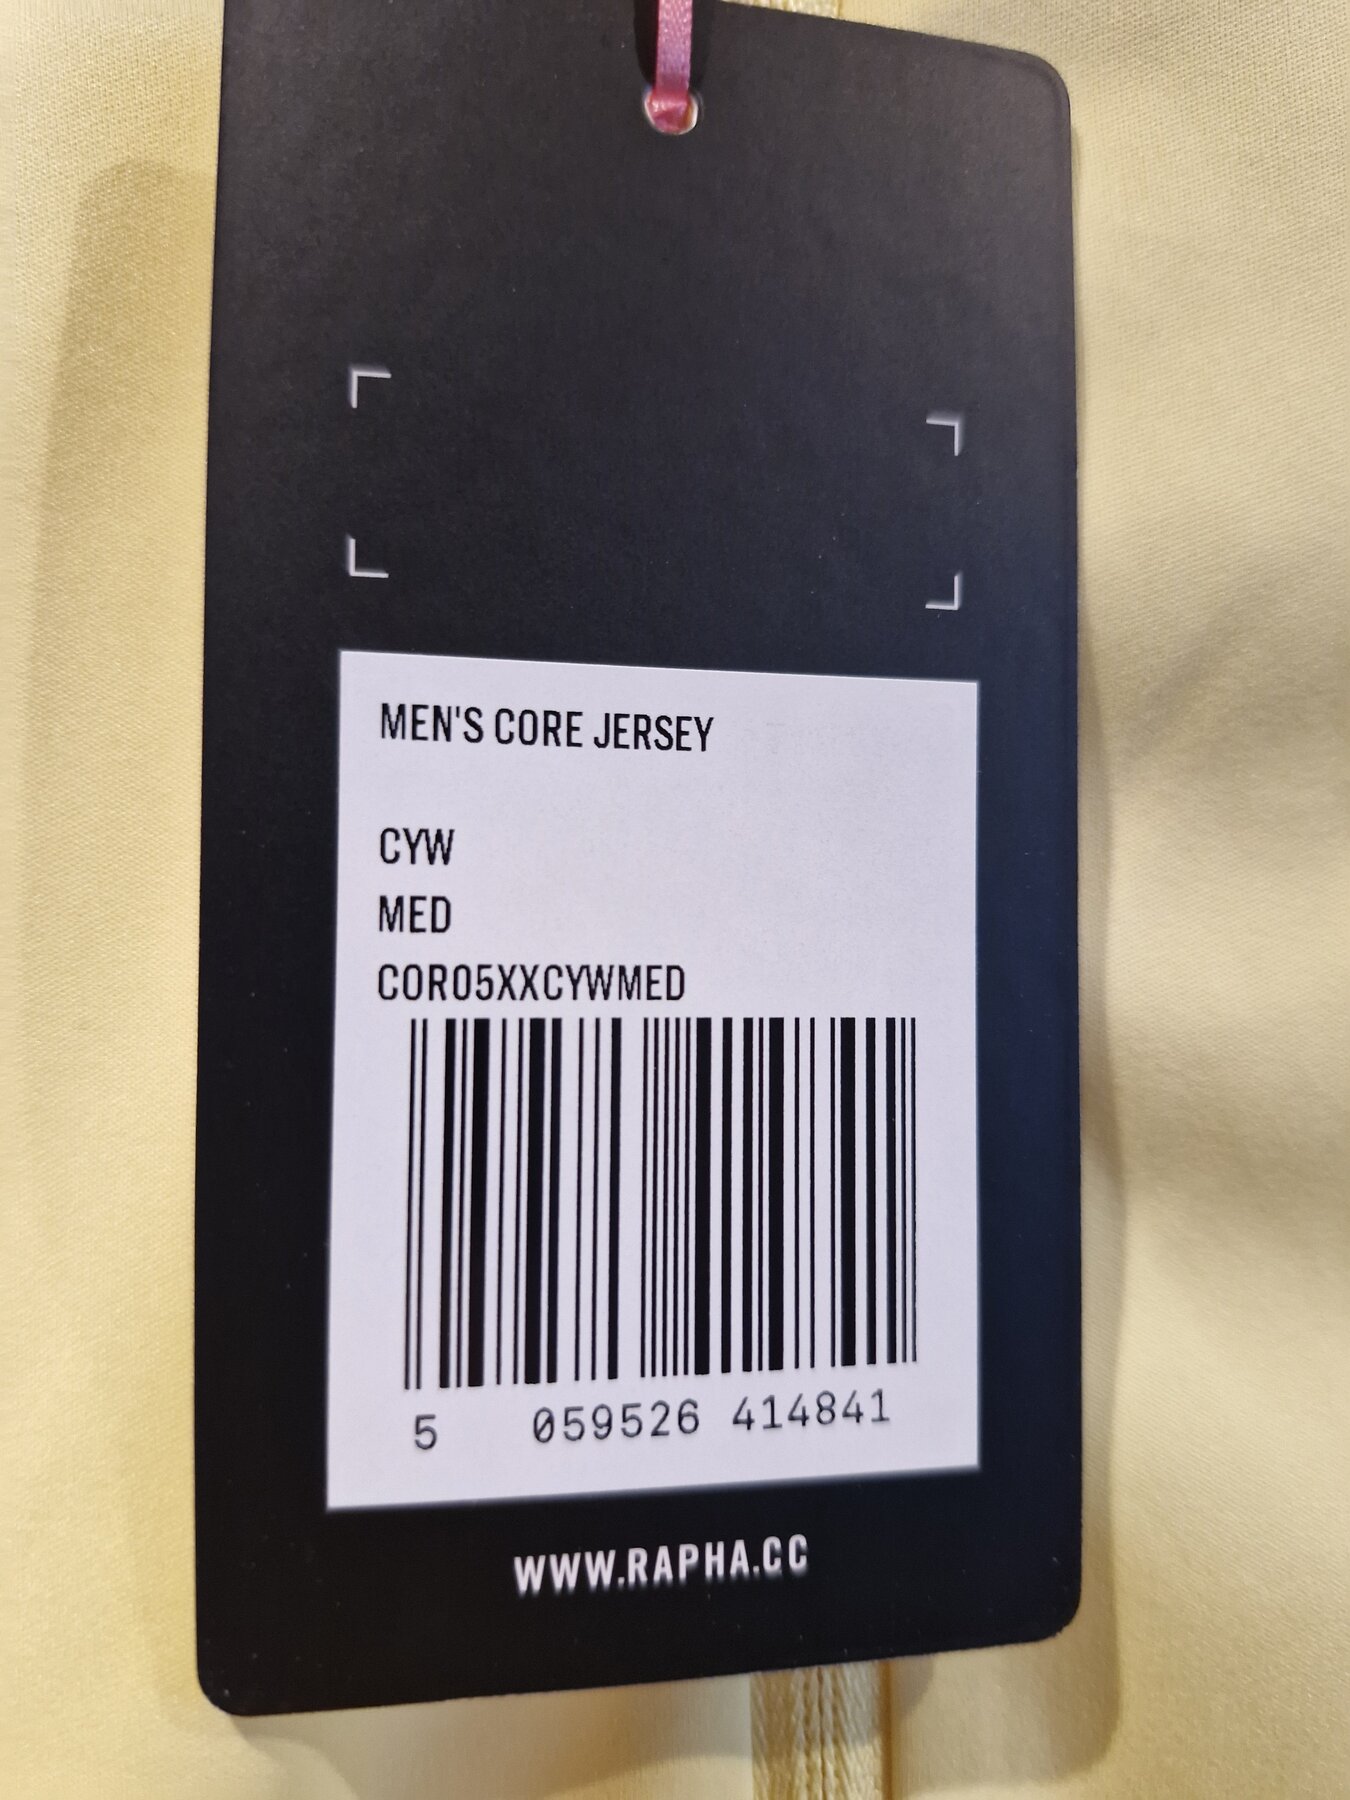 MEN'S CORE JERSEY
CYW
MED
COR05XXCYWMED
5 059526 414841
WWW.RAPHA.CC